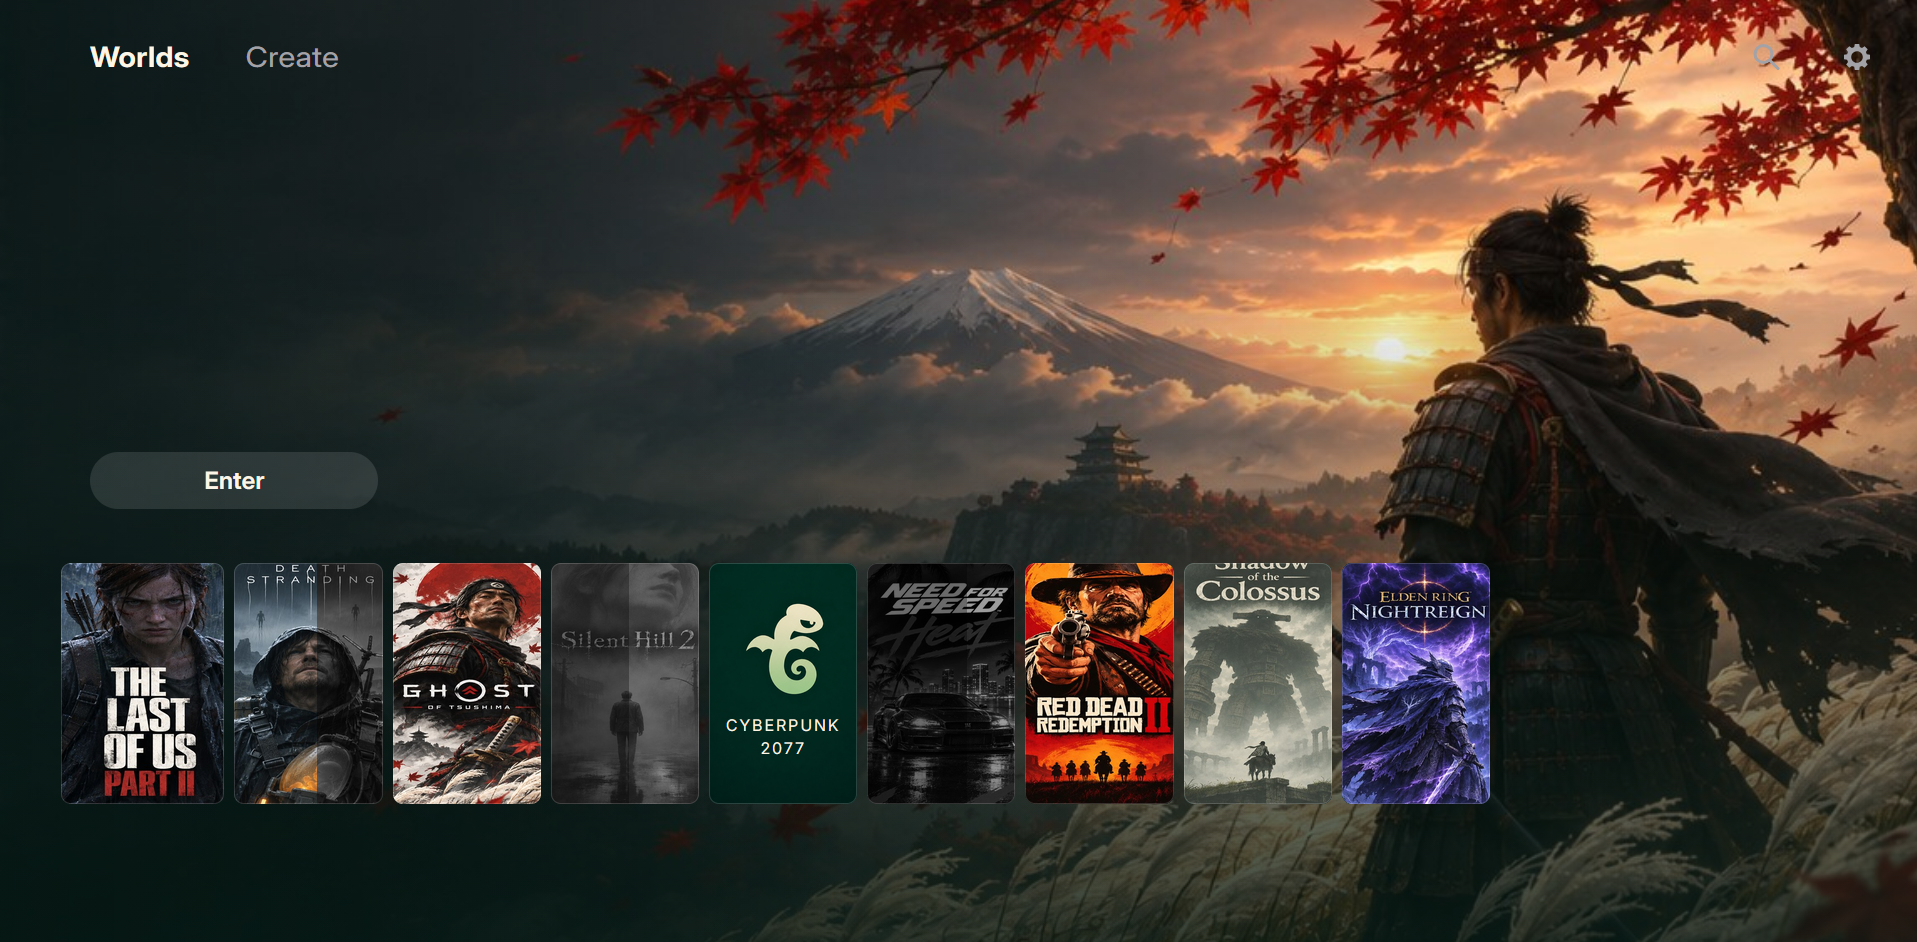 Worlds
Create
Enter
THE
LAST
OF US
PART II
DEATH
STRANDING
GHOST
OF TSUSHIMA
Silent Hill 2
CYBERPUNK
2077
NEED FOR
SPEED
Heat
RED DEAD
REDEMPTION II
Shadow
of the
Colossus
ELDEN RING
NIGHTREIGN